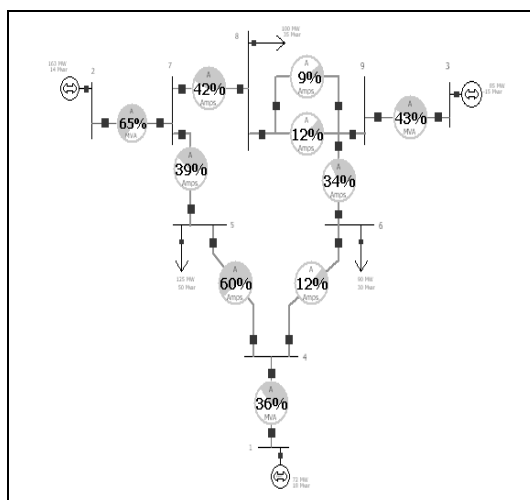 8
100 MW
35 Mvar
163 MW
14 Mvar
2
7
A
42%
Amps
A
9%
Amps
9
3
85 MW
A
65%
MVA
A
12%
Amps
A
43%
MVA
A
39%
Amps
A
34%
Amps
5
6
125 MW
50 Mvar
90 MW
30 Mvar
A
60%
Amps
A
12%
Amps
4
A
36%
MVA
1
72 MW